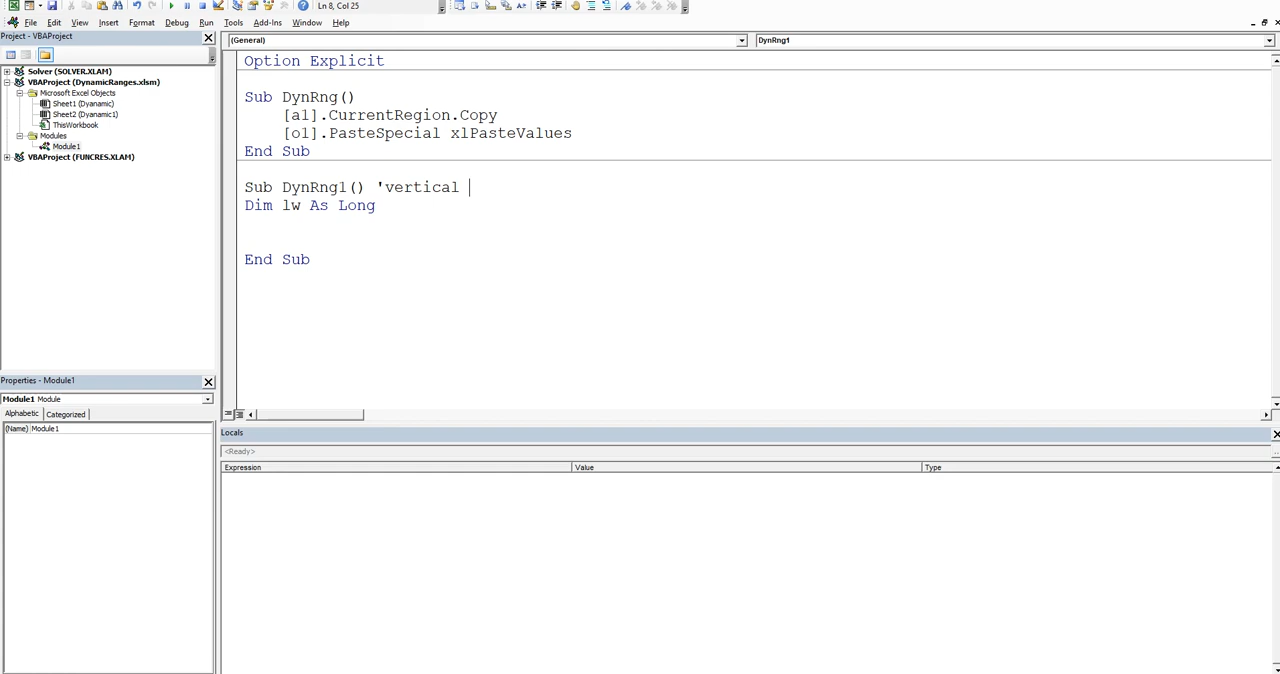 Ln 8, Col 25
File Edit View Insert Format Debug Run Tools Add-Ins Window Help
Project - VBAProject
Solver (SOLVER.XLAM)
VBAProject (DynamicRanges.xlsm)
Microsoft Excel Objects
Sheet1 (Dyanamic)
Sheet2 (Dyanamic1)
ThisWorkbook
Modules
Module1
VBAProject (FUNCRES.XLAM)
Properties - Module1
Module1 Module
Alphabetic Categorized
(Name) Module1
(General) DynRng1
Option Explicit
Sub DynRng()
[a1].CurrentRegion.Copy
[o1].PasteSpecial xlPasteValues
End Sub
Sub DynRng1() 'vertical
Dim lw As Long
End Sub
Locals
<Ready>
Expression Value Type